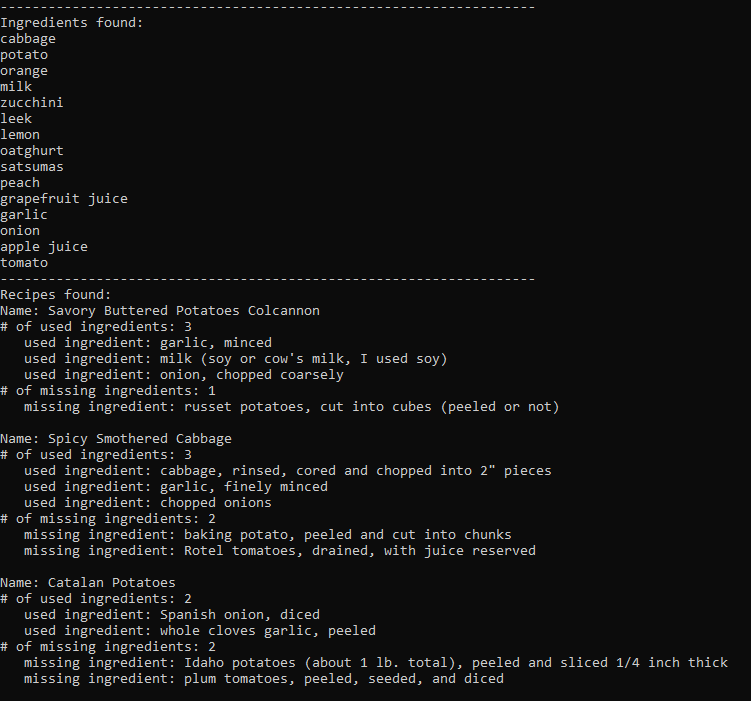 -------------------------------------------------------------------
Ingredients found:
cabbage
potato
orange
milk
zucchini
leek
lemon
oatghurt
satsumas
peach
grapefruit juice
garlic
onion
apple juice
tomato
-------------------------------------------------------------------
Recipes found:
Name: Savory Buttered Potatoes Colcannon
# of used ingredients: 3
   used ingredient: garlic, minced
   used ingredient: milk (soy or cow's milk, I used soy)
   used ingredient: onion, chopped coarsely
# of missing ingredients: 1
   missing ingredient: russet potatoes, cut into cubes (peeled or not)

Name: Spicy Smothered Cabbage
# of used ingredients: 3
   used ingredient: cabbage, rinsed, cored and chopped into 2" pieces
   used ingredient: garlic, finely minced
   used ingredient: chopped onions
# of missing ingredients: 2
   missing ingredient: baking potato, peeled and cut into chunks
   missing ingredient: Rotel tomatoes, drained, with juice reserved

Name: Catalan Potatoes
# of used ingredients: 2
   used ingredient: Spanish onion, diced
   used ingredient: whole cloves garlic, peeled
# of missing ingredients: 2
   missing ingredient: Idaho potatoes (about 1 lb. total), peeled and sliced 1/4 inch thick
   missing ingredient: plum tomatoes, peeled, seeded, and diced